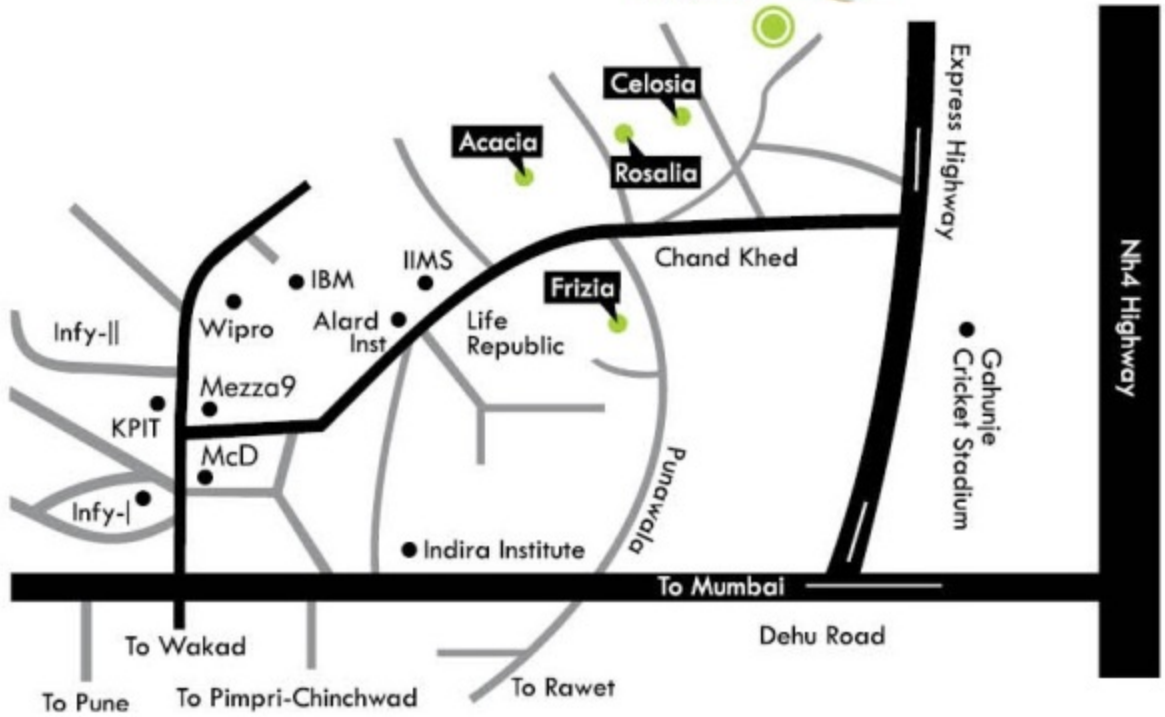 Celosia
Acacia
Rosalia
Express Highway
Nh4 Highway
Chand Khed
IIMS
IBM
Frizia
Wipro
Alard
Inst
Life
Republic
Infy-II
Gahunje
Cricket Stadium
Mezza9
KPIT
McD
Infy-I
Punawala
Indira Institute
To Mumbai
Dehu Road
To Wakad
To Pune
To Pimpri-Chinchwad
To Rawet